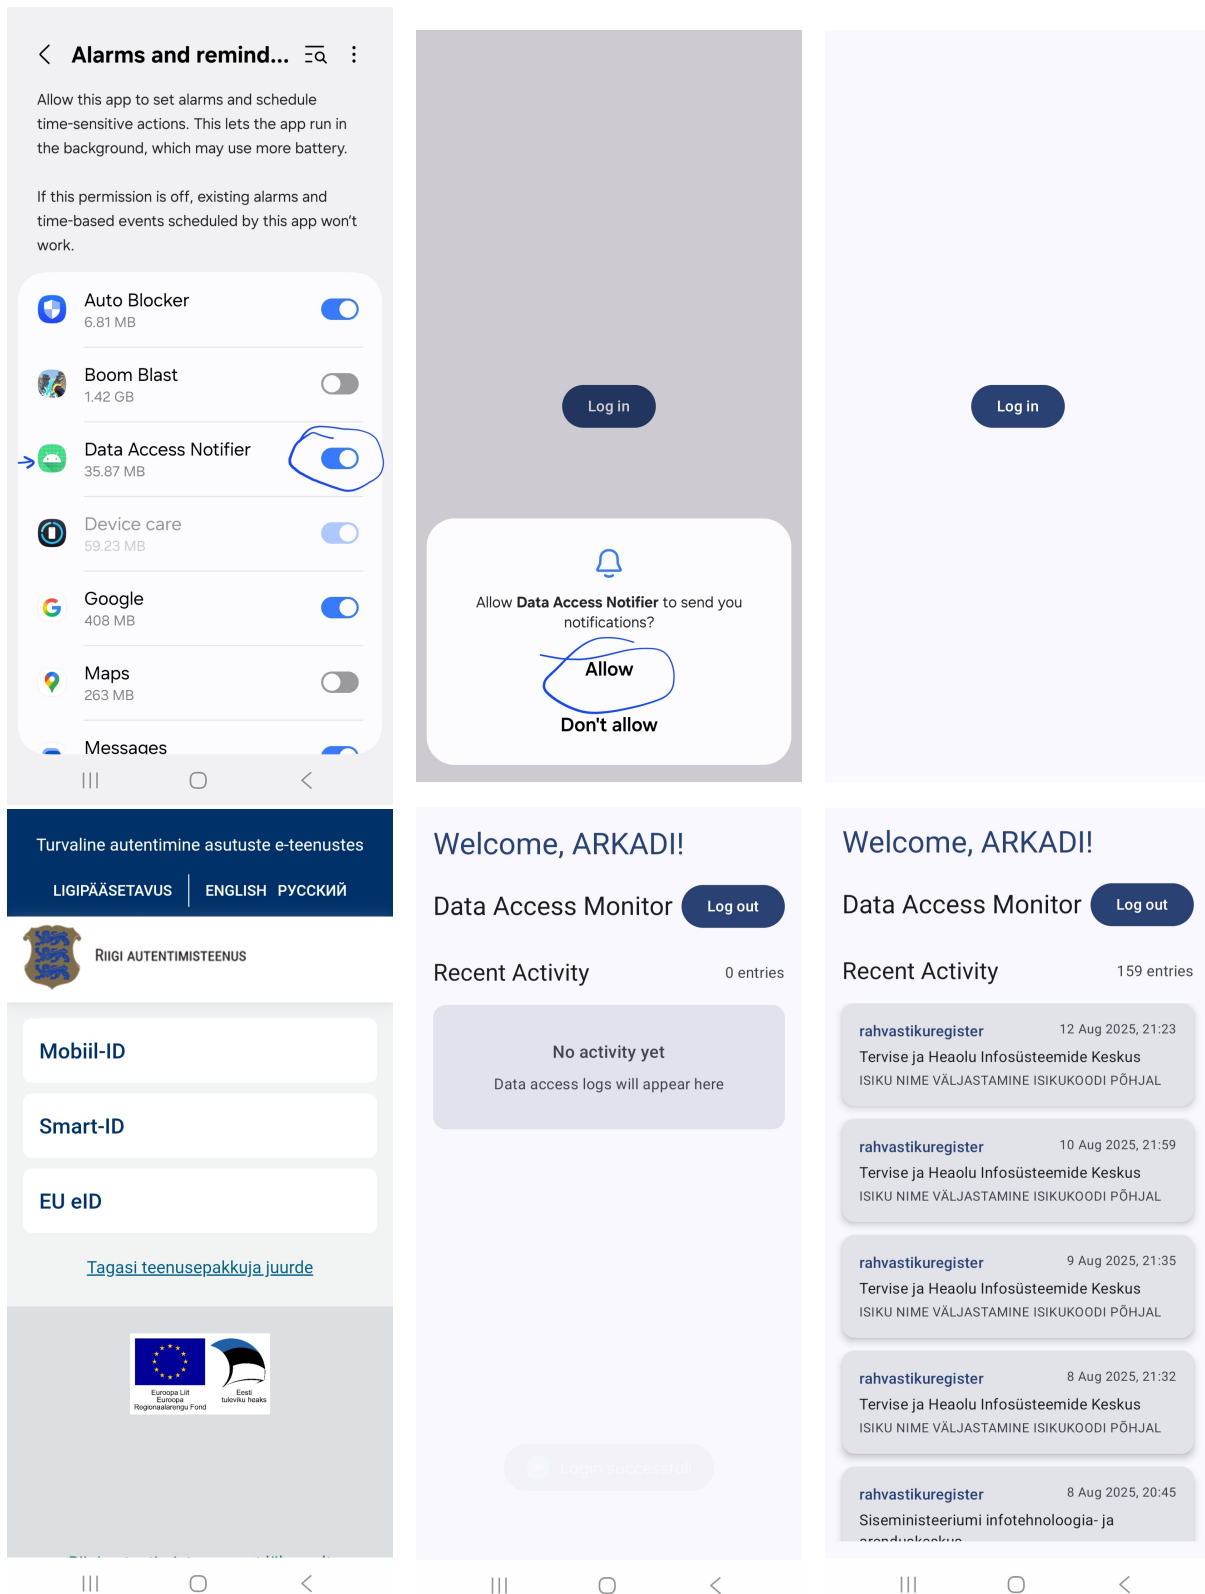 Alarms and remind...
Allow this app to set alarms and schedule
time-sensitive actions. This lets the app run in
the background, which may use more battery.
If this permission is off, existing alarms and
time-based events scheduled by this app won't
work.
Auto Blocker
6.81 MB
Boom Blast
1.42 GB
Data Access Notifier
35.87 MB
Device care
59.23 MB
Google
408 MB
Maps
263 MB
Messages
Log in
Allow Data Access Notifier to send you
notifications?
Allow
Don't allow
Log in
Turvaline autentimine asutuste e-teenustes
LIGIPÄÄSETAVUS ENGLISH РУССКИЙ
RIIGI AUTENTIMISTEENUS
Mobiil-ID
Smart-ID
EU eID
Tagasi teenusepakkuja juurde
Euroopa Liit
Euroopa
Regionaalarengu Fond
Eesti
tuleviku heaks
Welcome, ARKADI!
Data Access Monitor Log out
Recent Activity 0 entries
No activity yet
Data access logs will appear here
Login successful!
Welcome, ARKADI!
Data Access Monitor Log out
Recent Activity 159 entries
rahvastikuregister 12 Aug 2025, 21:23
Tervise ja Heaolu Infosüsteemide Keskus
ISIKU NIME VÄLJASTAMINE ISIKUKOODI PÕHJAL
rahvastikuregister 10 Aug 2025, 21:59
Tervise ja Heaolu Infosüsteemide Keskus
ISIKU NIME VÄLJASTAMINE ISIKUKOODI PÕHJAL
rahvastikuregister 9 Aug 2025, 21:35
Tervise ja Heaolu Infosüsteemide Keskus
ISIKU NIME VÄLJASTAMINE ISIKUKOODI PÕHJAL
rahvastikuregister 8 Aug 2025, 21:32
Tervise ja Heaolu Infosüsteemide Keskus
ISIKU NIME VÄLJASTAMINE ISIKUKOODI PÕHJAL
rahvastikuregister 8 Aug 2025, 20:45
Siseministeeriumi infotehnoloogia- ja
arenduskeskus